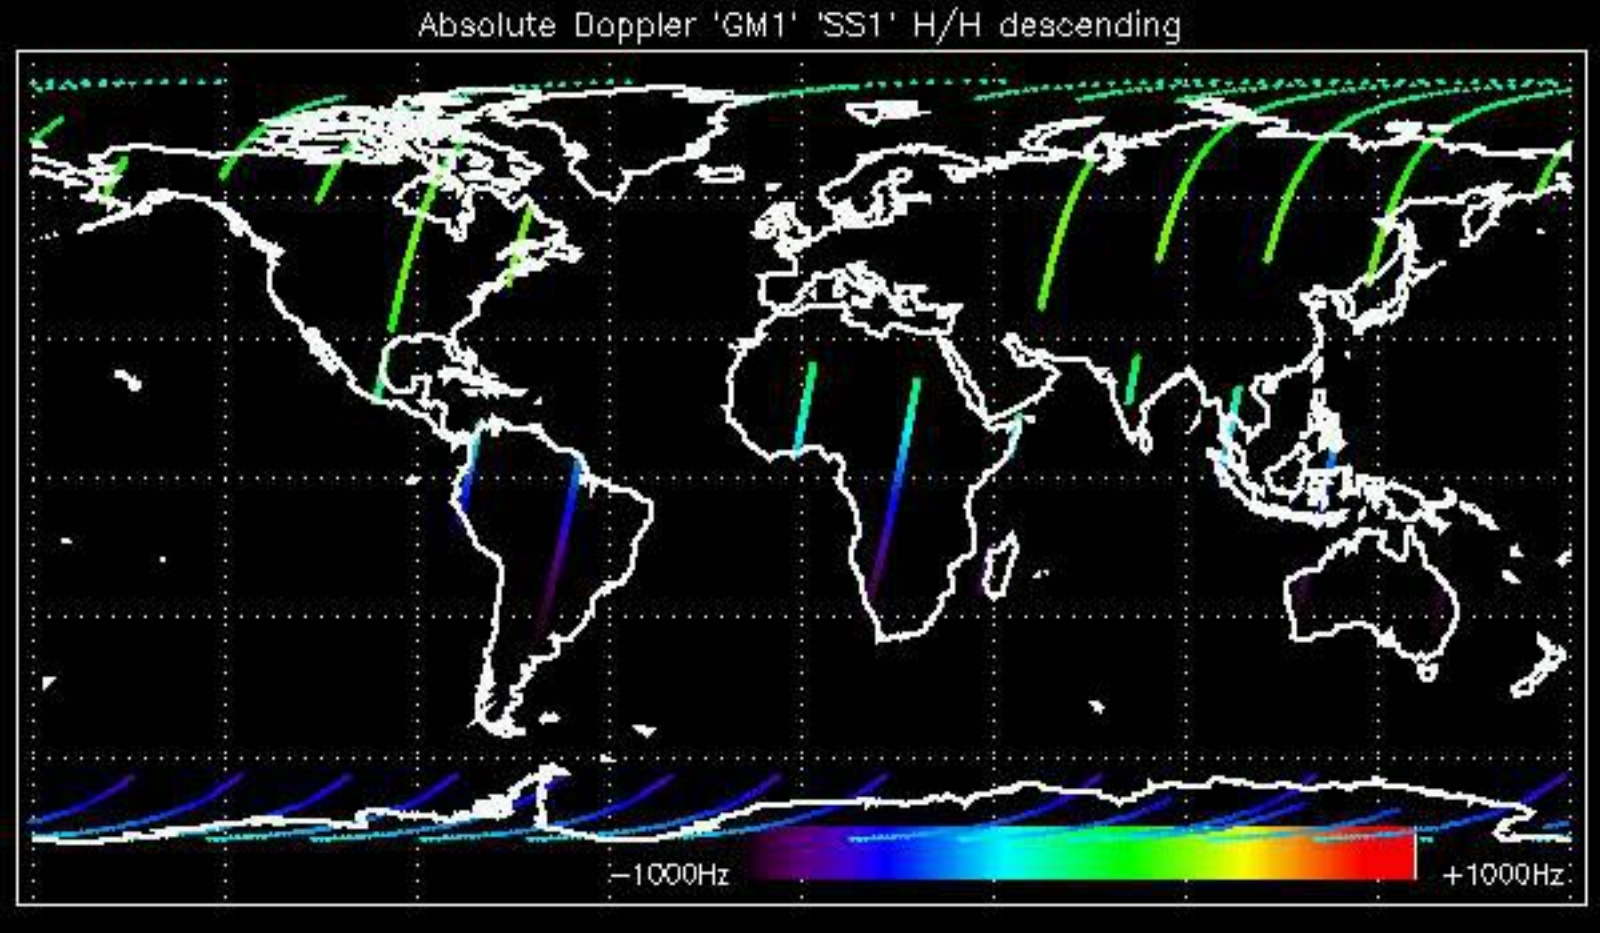 Absolute Doppler 'GM1' 'SS1' H/H descending
−1000Hz +1000Hz